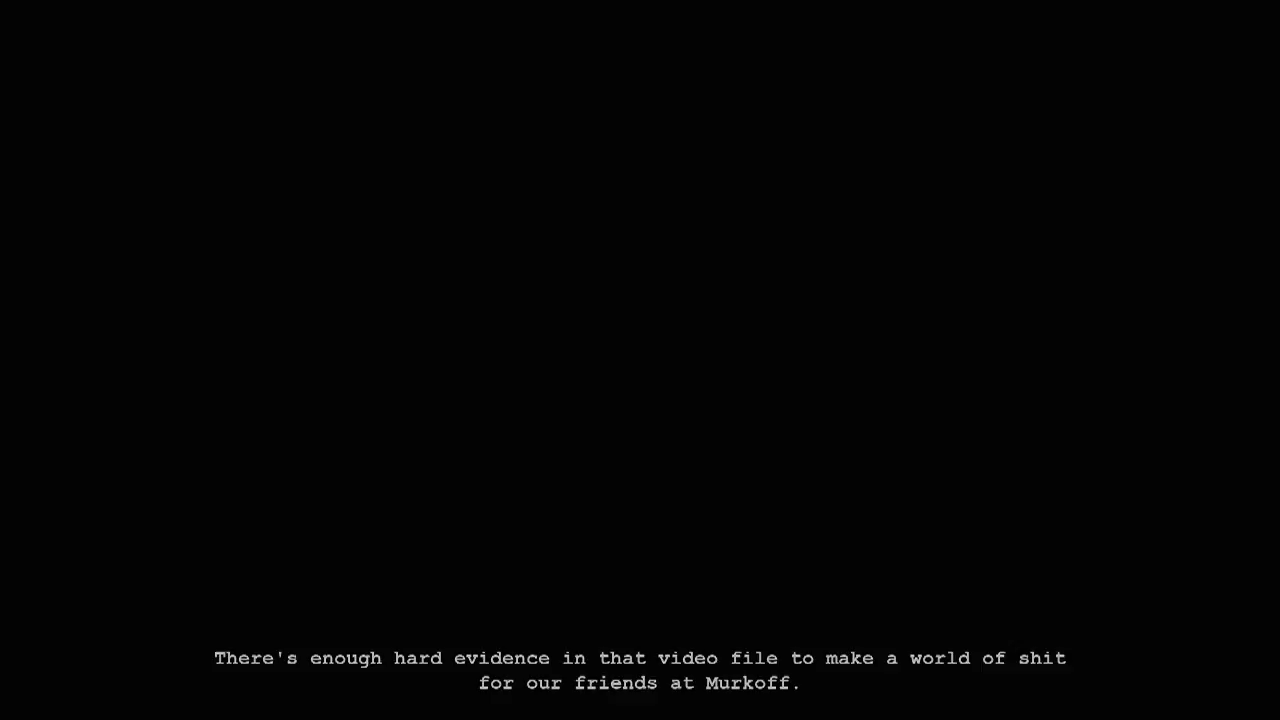 There's enough hard evidence in that video file to make a world of shit
for our friends at Murkoff.